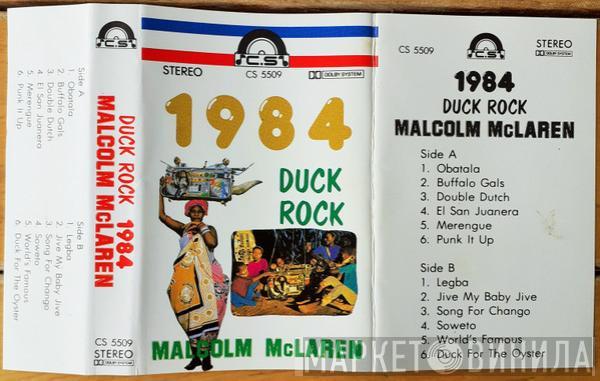 Side A
1. Obatala
2. Buffalo Gals
3. Double Dutch
4. El San Juanera
5. Merengue
6. Punk It Up
Side B
1. Legba
2. Jive My Baby Jive
3. Song For Chango
4. Soweto
5. World's Famous
6. Duck For The Oyster
C.S
DUCK ROCK 1984
MALCOLM McLAREN
CS 5509
STEREO
DOLBY SYSTEM
C.S
STEREO CS 5509 DOLBY SYSTEM
1984
DUCK
ROCK
MALCOLM McLAREN
C.S
CS 5509 STEREO
DOLBY SYSTEM
1984
DUCK ROCK
MALCOLM McLAREN
Side A
1. Obatala
2. Buffalo Gals
3. Double Dutch
4. El San Juanera
5. Merengue
6. Punk It Up
Side B
1. Legba
2. Jive My Baby Jive
3. Song For Chango
4. Soweto
5. World's Famous
6. Duck For The Oyster
МАРКЕТВИНИЛА